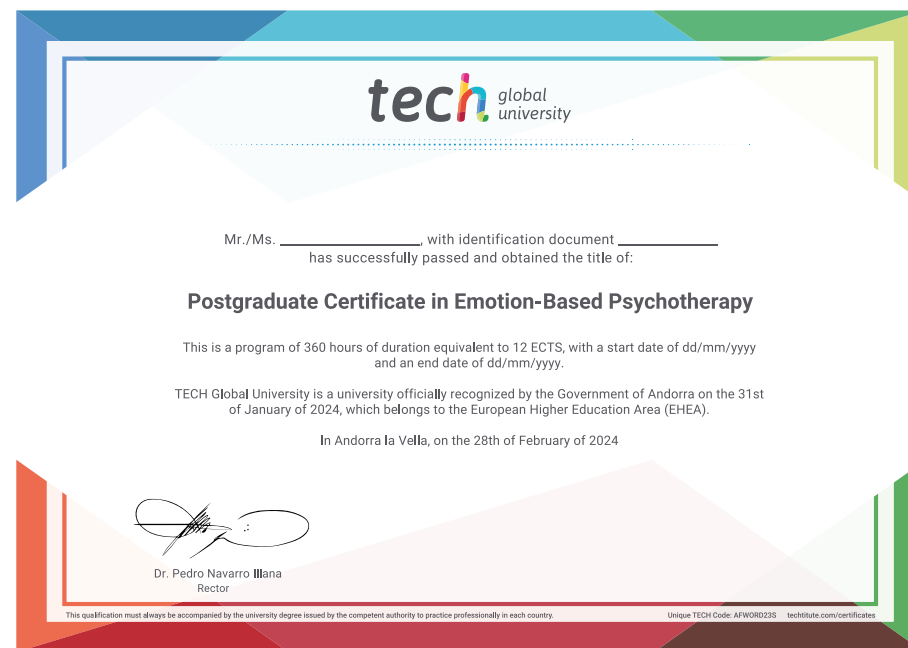 tech global university
Mr./Ms. ____________________, with identification document ______________
has successfully passed and obtained the title of:
Postgraduate Certificate in Emotion-Based Psychotherapy
This is a program of 360 hours of duration equivalent to 12 ECTS, with a start date of dd/mm/yyyy
and an end date of dd/mm/yyyy.
TECH Global University is a university officially recognized by the Government of Andorra on the 31st
of January of 2024, which belongs to the European Higher Education Area (EHEA).
In Andorra la Vella, on the 28th of February of 2024
Dr. Pedro Navarro Illana
Rector
This qualification must always be accompanied by the university degree issued by the competent authority to practice professionally in each country.
Unique TECH Code: AFWORD23S techtitute.com/certificates